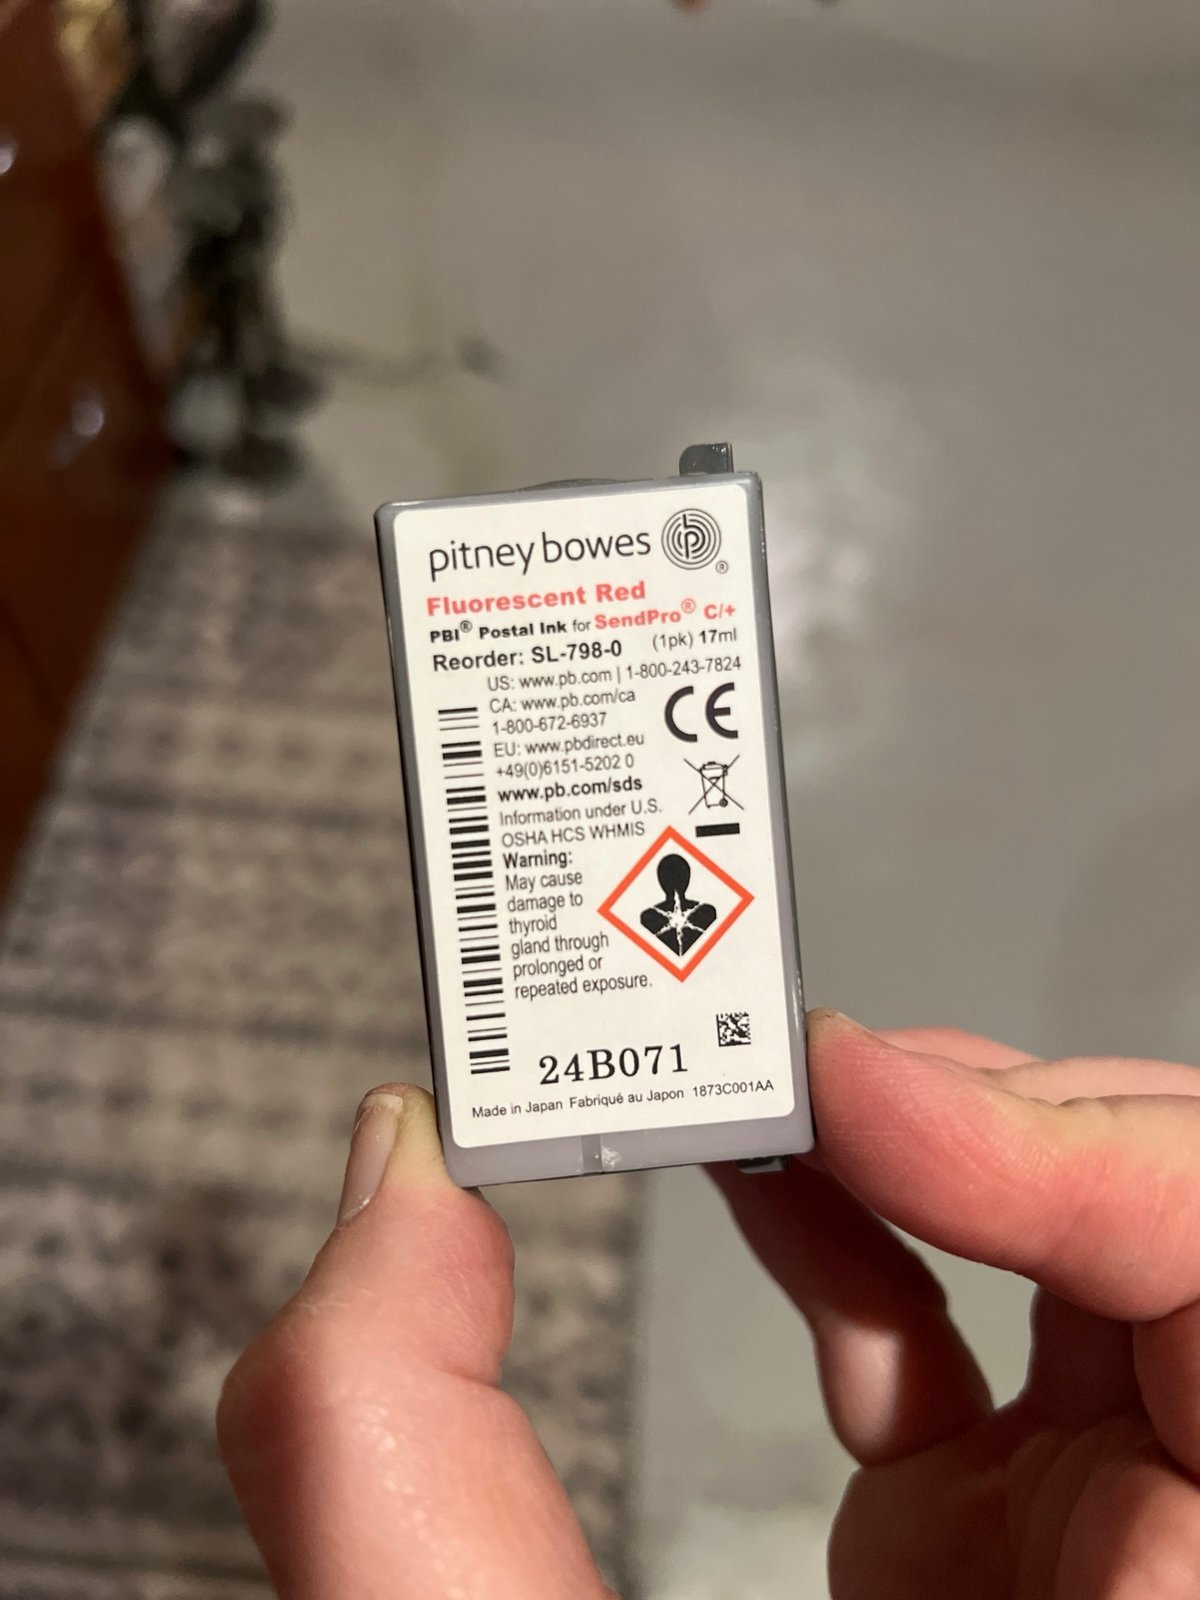 pitney bowes ®
Fluorescent Red
PBI® Postal Ink for SendPro® C/+
Reorder: SL-798-0 (1pk) 17ml
US: www.pb.com | 1-800-243-7824
CA: www.pb.com/ca
1-800-672-6937
EU: www.pbdirect.eu
+49(0)6151-5202 0
www.pb.com/sds
Information under U.S.
OSHA HCS WHMIS
Warning:
May cause
damage to
thyroid
gland through
prolonged or
repeated exposure.
CE
24B071
Made in Japan Fabriqué au Japon 1873C001AA